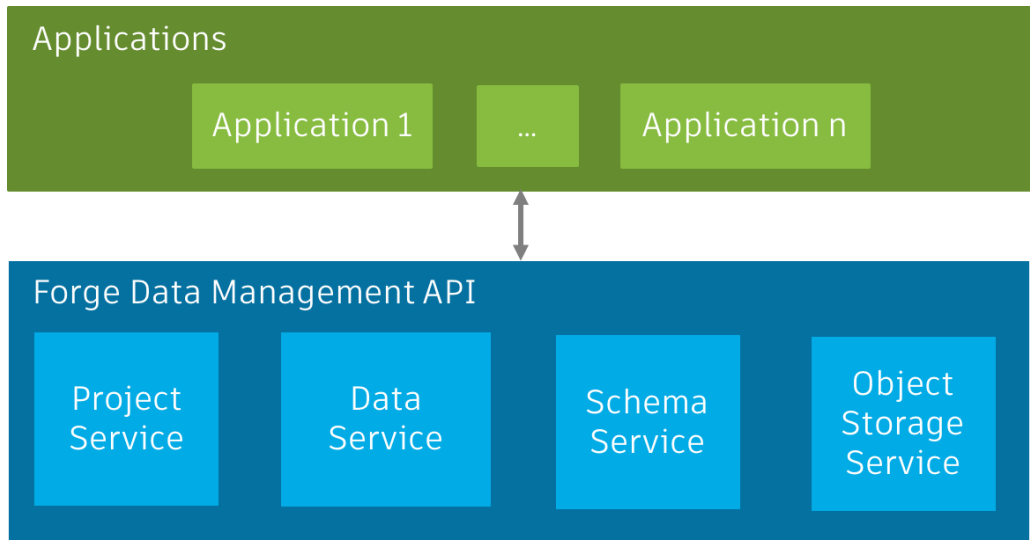 Applications
Application 1
...
Application n
Forge Data Management API
Project
Service
Data
Service
Schema
Service
Object
Storage
Service